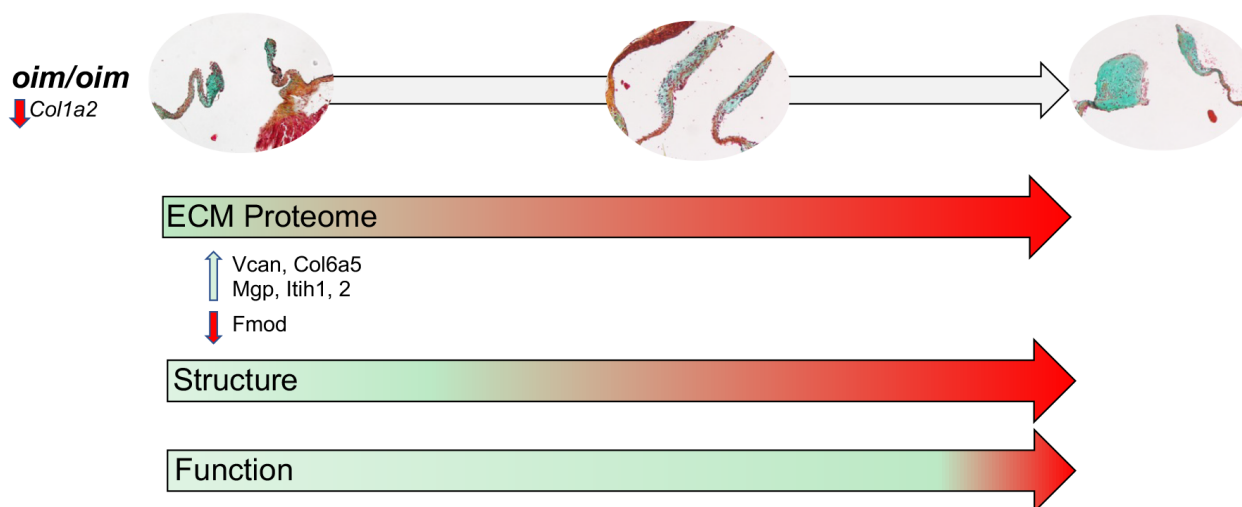 oim/oim
Col1a2
ECM Proteome
Vcan, Col6a5
Mgp, Itih1, 2
Fmod
Structure
Function